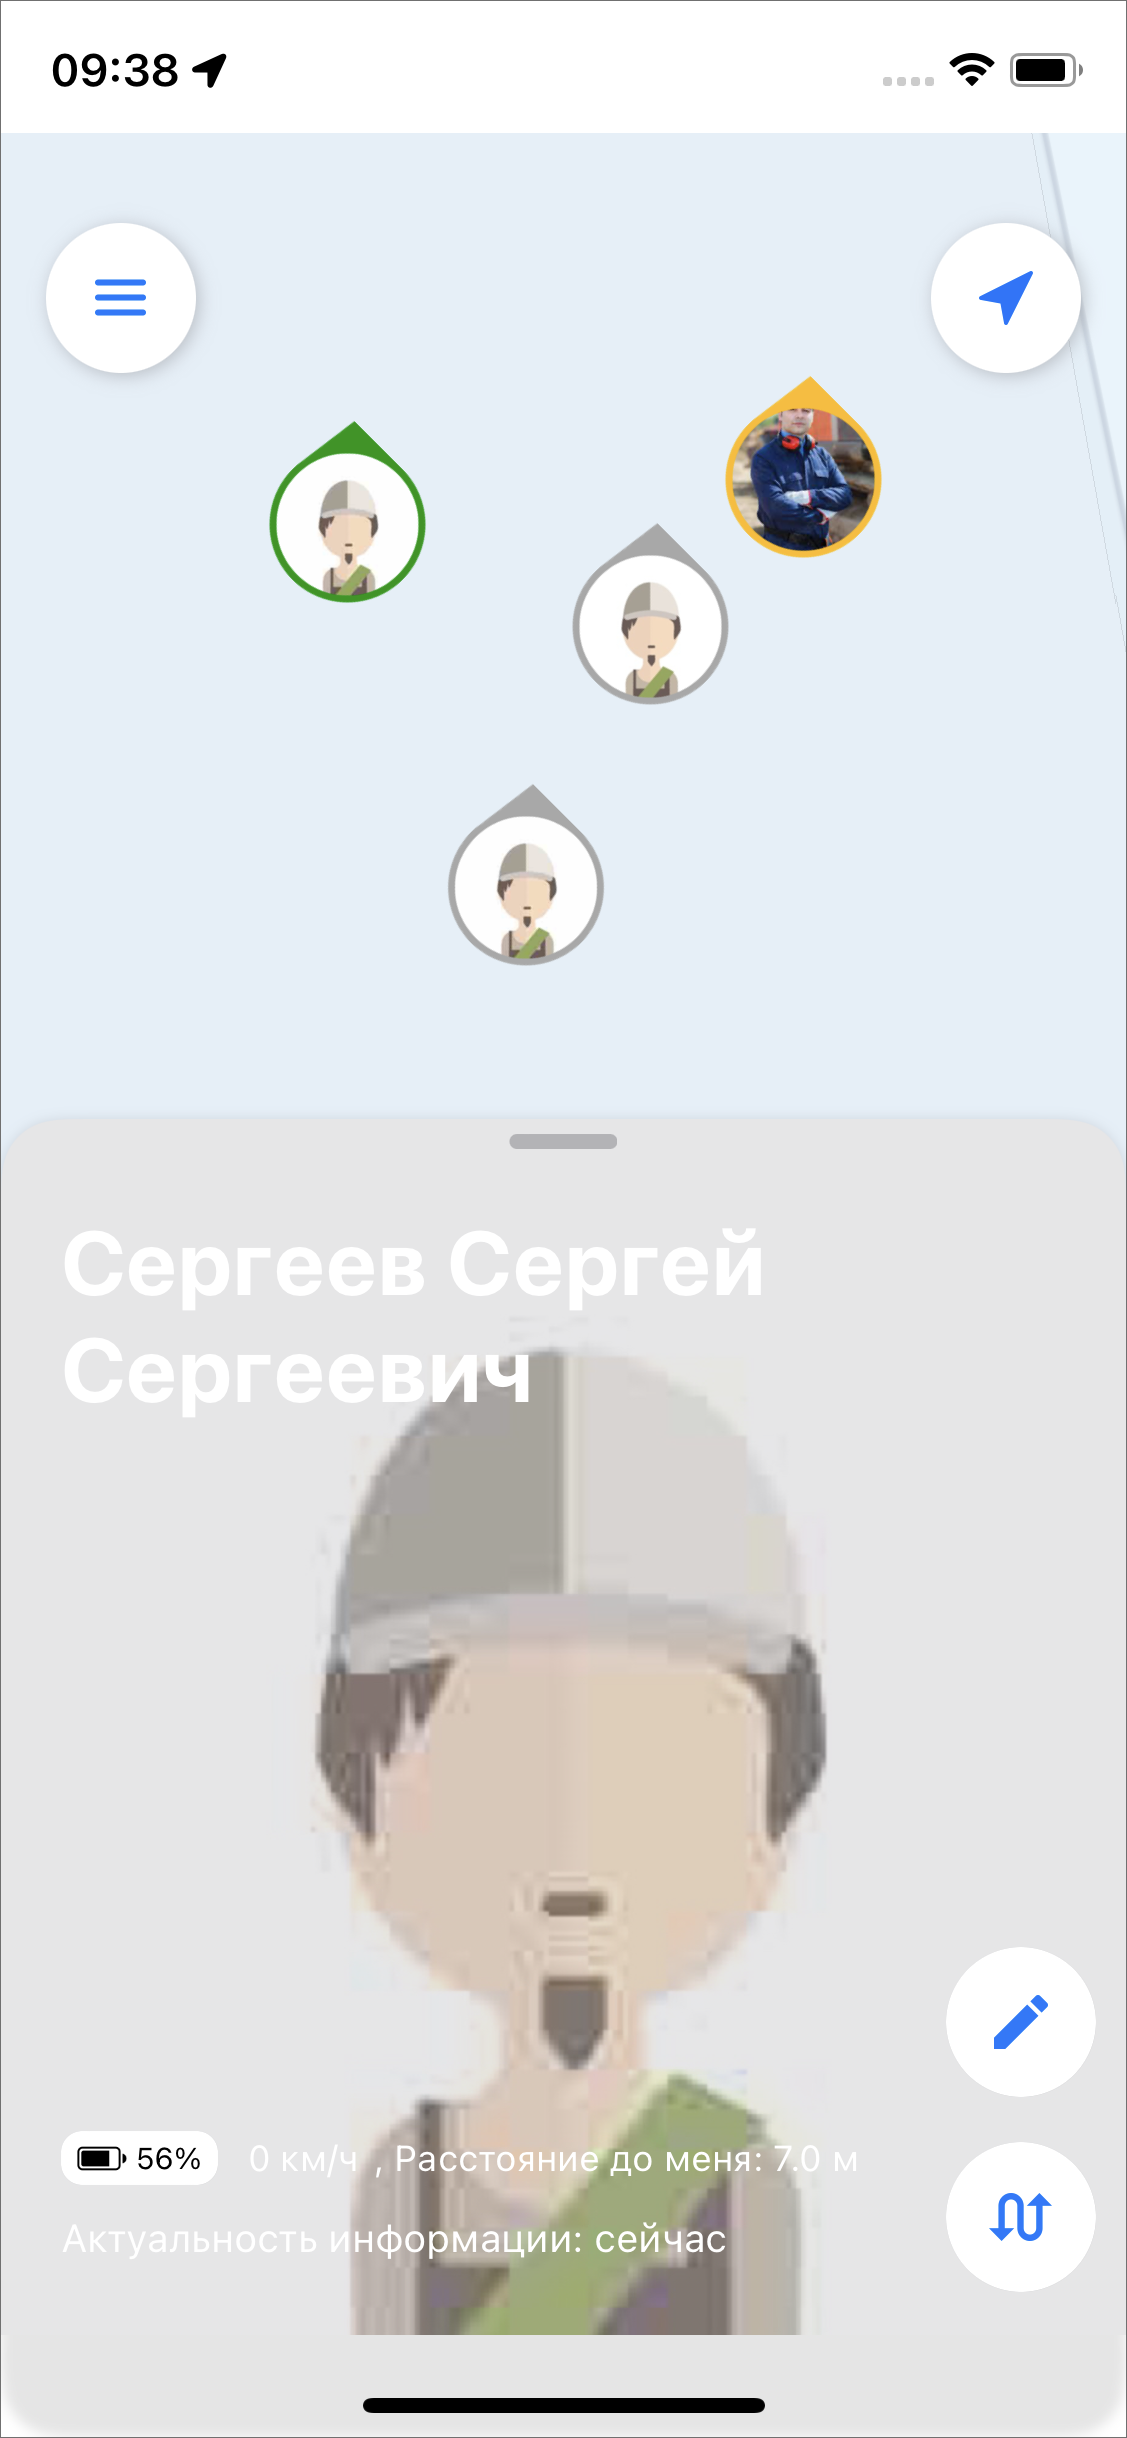 09:38
Сергеев Сергей
Сергеевич
56% 0 км/ч , Расстояние до меня: 7.0 м
Актуальность информации: сейчас